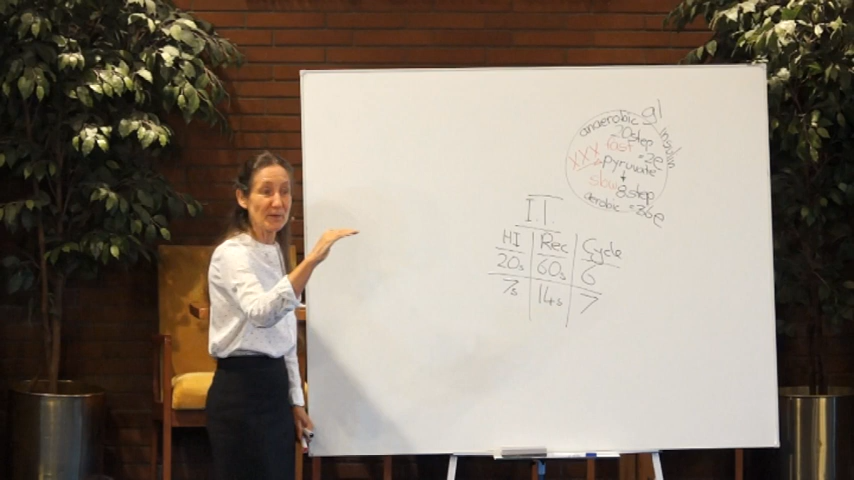 gl
insulin
anaerobic
20step
fast =2e
XXX pyruvate
slow 8step
aerobic =36e
I.T.
HI Rec Cycle
20s 60s 6
7s 14s 7